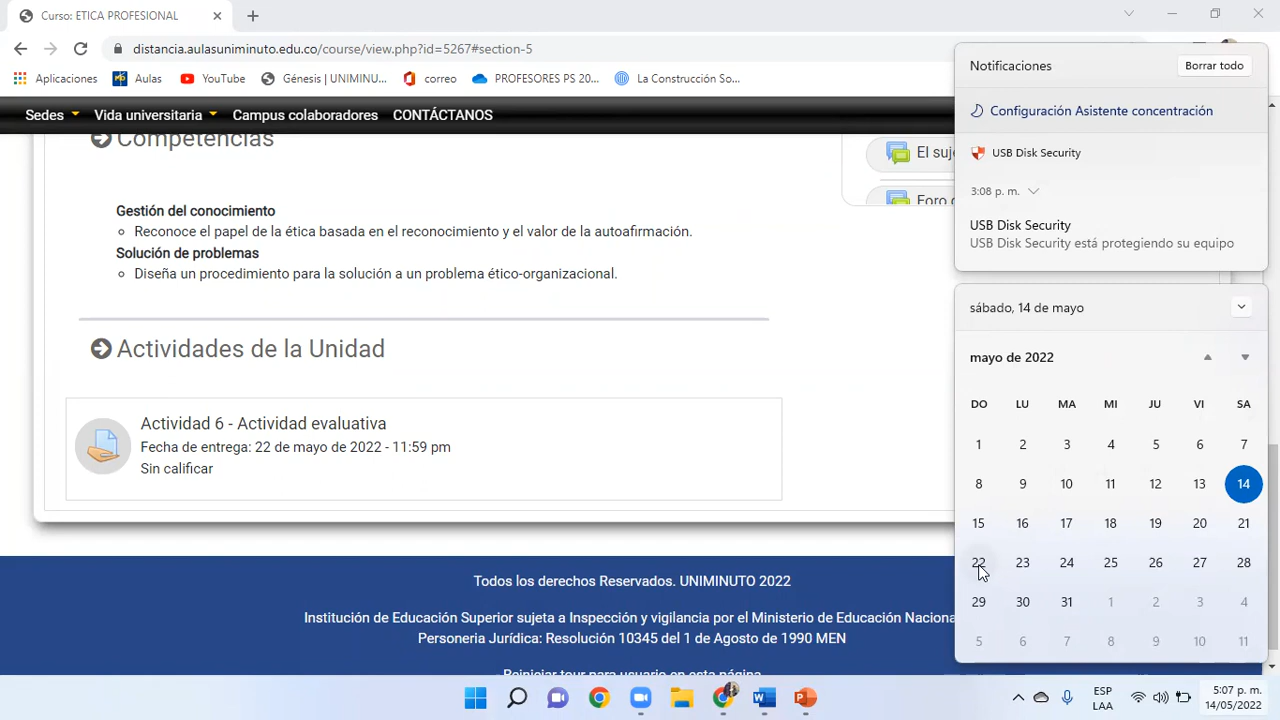 Curso: ETICA PROFESIONAL
distancia.aulasuniminuto.edu.co/course/view.php?id=5267#section-5
Aplicaciones Aulas YouTube Génesis | UNIMINU... correo PROFESORES PS 20... La Construcción So...
Sedes Vida universitaria Campus colaboradores CONTÁCTANOS
Competencias
Gestión del conocimiento
Reconoce el papel de la ética basada en el reconocimiento y el valor de la autoafirmación.
Solución de problemas
Diseña un procedimiento para la solución a un problema ético-organizacional.
Actividades de la Unidad
Actividad 6 - Actividad evaluativa
Fecha de entrega: 22 de mayo de 2022 - 11:59 pm
Sin calificar
El suje
Foro
Todos los derechos Reservados. UNIMINUTO 2022
Institución de Educación Superior sujeta a Inspección y vigilancia por el Ministerio de Educación Naciona
Personeria Jurídica: Resolución 10345 del 1 de Agosto de 1990 MEN
Reiniciar tour para usuario en esta página
Notificaciones Borrar todo
Configuración Asistente concentración
USB Disk Security
3:08 p. m.
USB Disk Security
USB Disk Security está protegiendo su equipo
sábado, 14 de mayo
mayo de 2022
DO LU MA MI JU VI SA
1 2 3 4 5 6 7
8 9 10 11 12 13 14
15 16 17 18 19 20 21
22 23 24 25 26 27 28
29 30 31 1 2 3 4
5 6 7 8 9 10 11
ESP
LAA
5:07 p. m.
14/05/2022